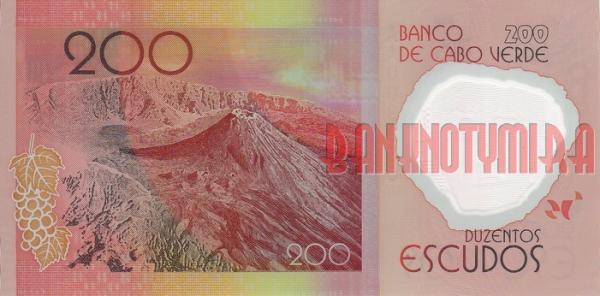 200
BANCO 200
DE CABO VERDE
BANKNOTYMIRA
200
DUZENTOS
ESCUDOS